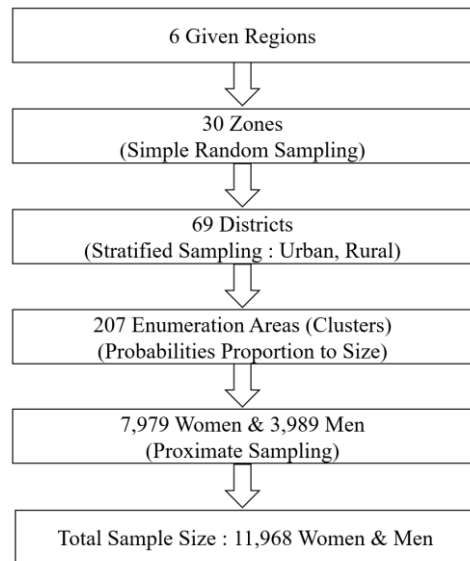 6 Given Regions
30 Zones
(Simple Random Sampling)
69 Districts
(Stratified Sampling : Urban, Rural)
207 Enumeration Areas (Clusters)
(Probabilities Proportion to Size)
7,979 Women & 3,989 Men
(Proximate Sampling)
Total Sample Size : 11,968 Women & Men